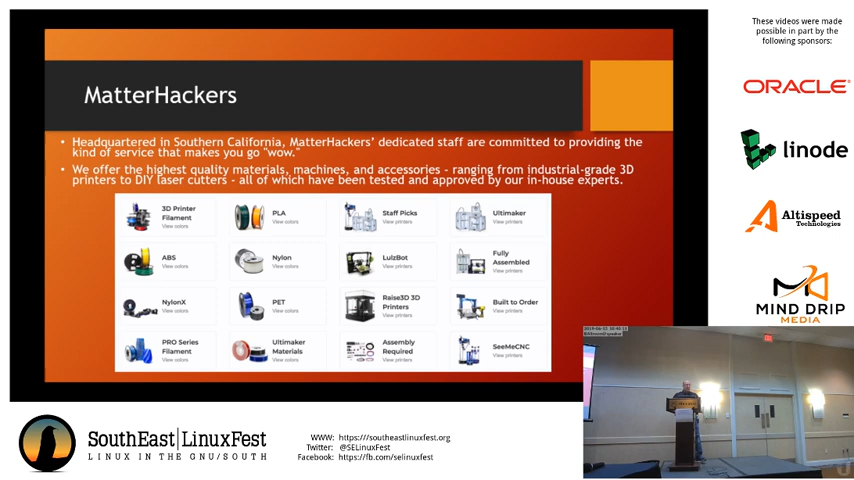 These videos were made
possible in part by the
following sponsors:
MatterHackers
ORACLE®
• Headquartered in Southern California, MatterHackers’ dedicated staff are committed to providing the
kind of service that makes you go "wow."
• We offer the highest quality materials, machines, and accessories - ranging from industrial-grade 3D
printers to DIY laser cutters - all of which have been tested and approved by our in-house experts.
linode
3D Printer
Filament
View colors
PLA
View colors
Staff Picks
View printers
Ultimaker
View printers
Altispeed
Technologies
ABS
View colors
Nylon
View colors
LulzBot
View printers
Fully
Assembled
View printers
NylonX
View colors
PET
View colors
Raise3D 3D
Printers
View printers
Built to Order
View printers
MIND DRIP
MEDIA
PRO Series
Filament
View colors
Ultimaker
Materials
View colors
Assembly
Required
View printers
SeeMeCNC
View printers
SouthEast|LinuxFest
LINUX IN THE GNU/SOUTH
WWW: https://southeastlinuxfest.org
Twitter: @SELinuxFest
Facebook: https://fb.com/selinuxfest